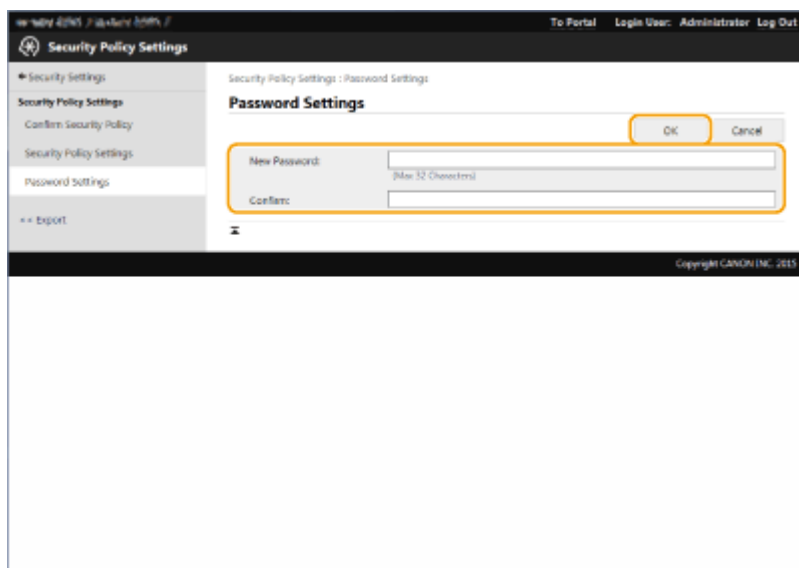 To Portal Login User: Administrator Log Out
Security Policy Settings
Security Settings
Security Policy Settings : Password Settings
Security Policy Settings
Password Settings
Confirm Security Policy
OK Cancel
Security Policy Settings
New Password:
(Max 32 Characters)
Password Settings
Confirm:
Export
Copyright CANON INC. 2015